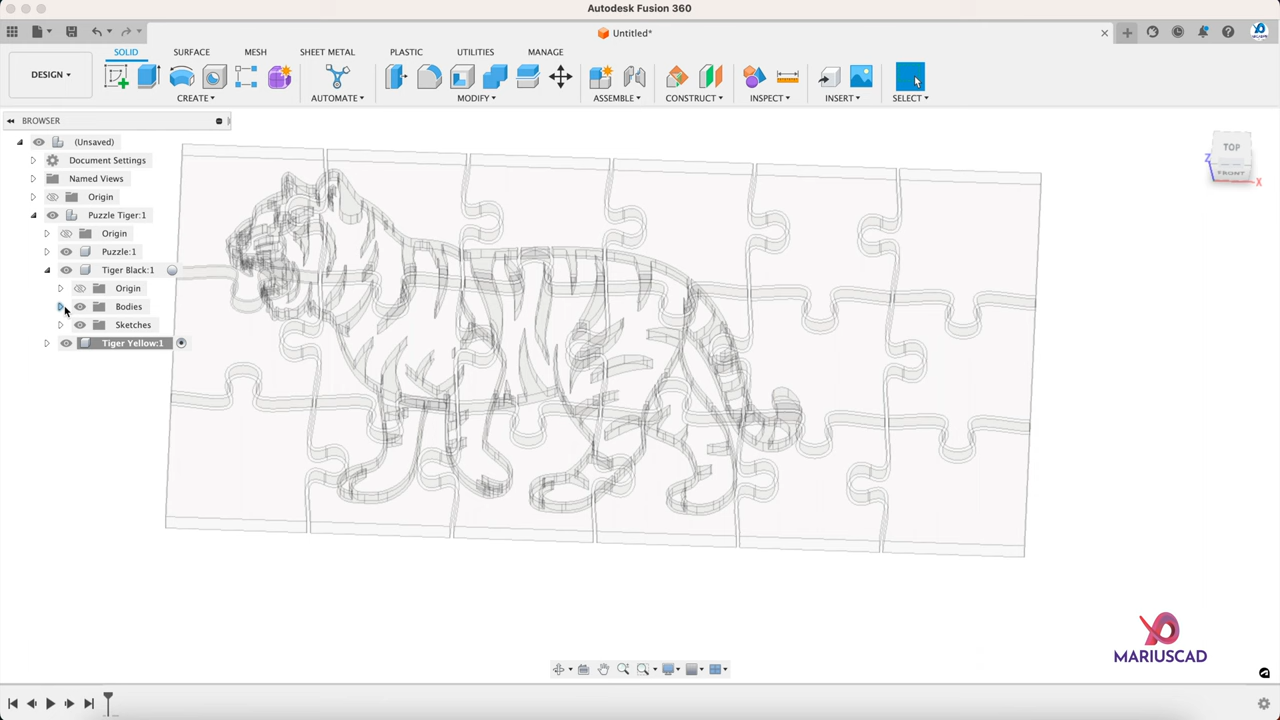 Autodesk Fusion 360
Untitled*
DESIGN
SOLID
SURFACE
MESH
SHEET METAL
PLASTIC
UTILITIES
MANAGE
CREATE
AUTOMATE
MODIFY
ASSEMBLE
CONSTRUCT
INSPECT
INSERT
SELECT
BROWSER
(Unsaved)
Document Settings
Named Views
Origin
Puzzle Tiger:1
Origin
Puzzle:1
Tiger Black:1
Origin
Bodies
Sketches
Tiger Yellow:1
TOP
FRONT
Z
X
MARIUSCAD